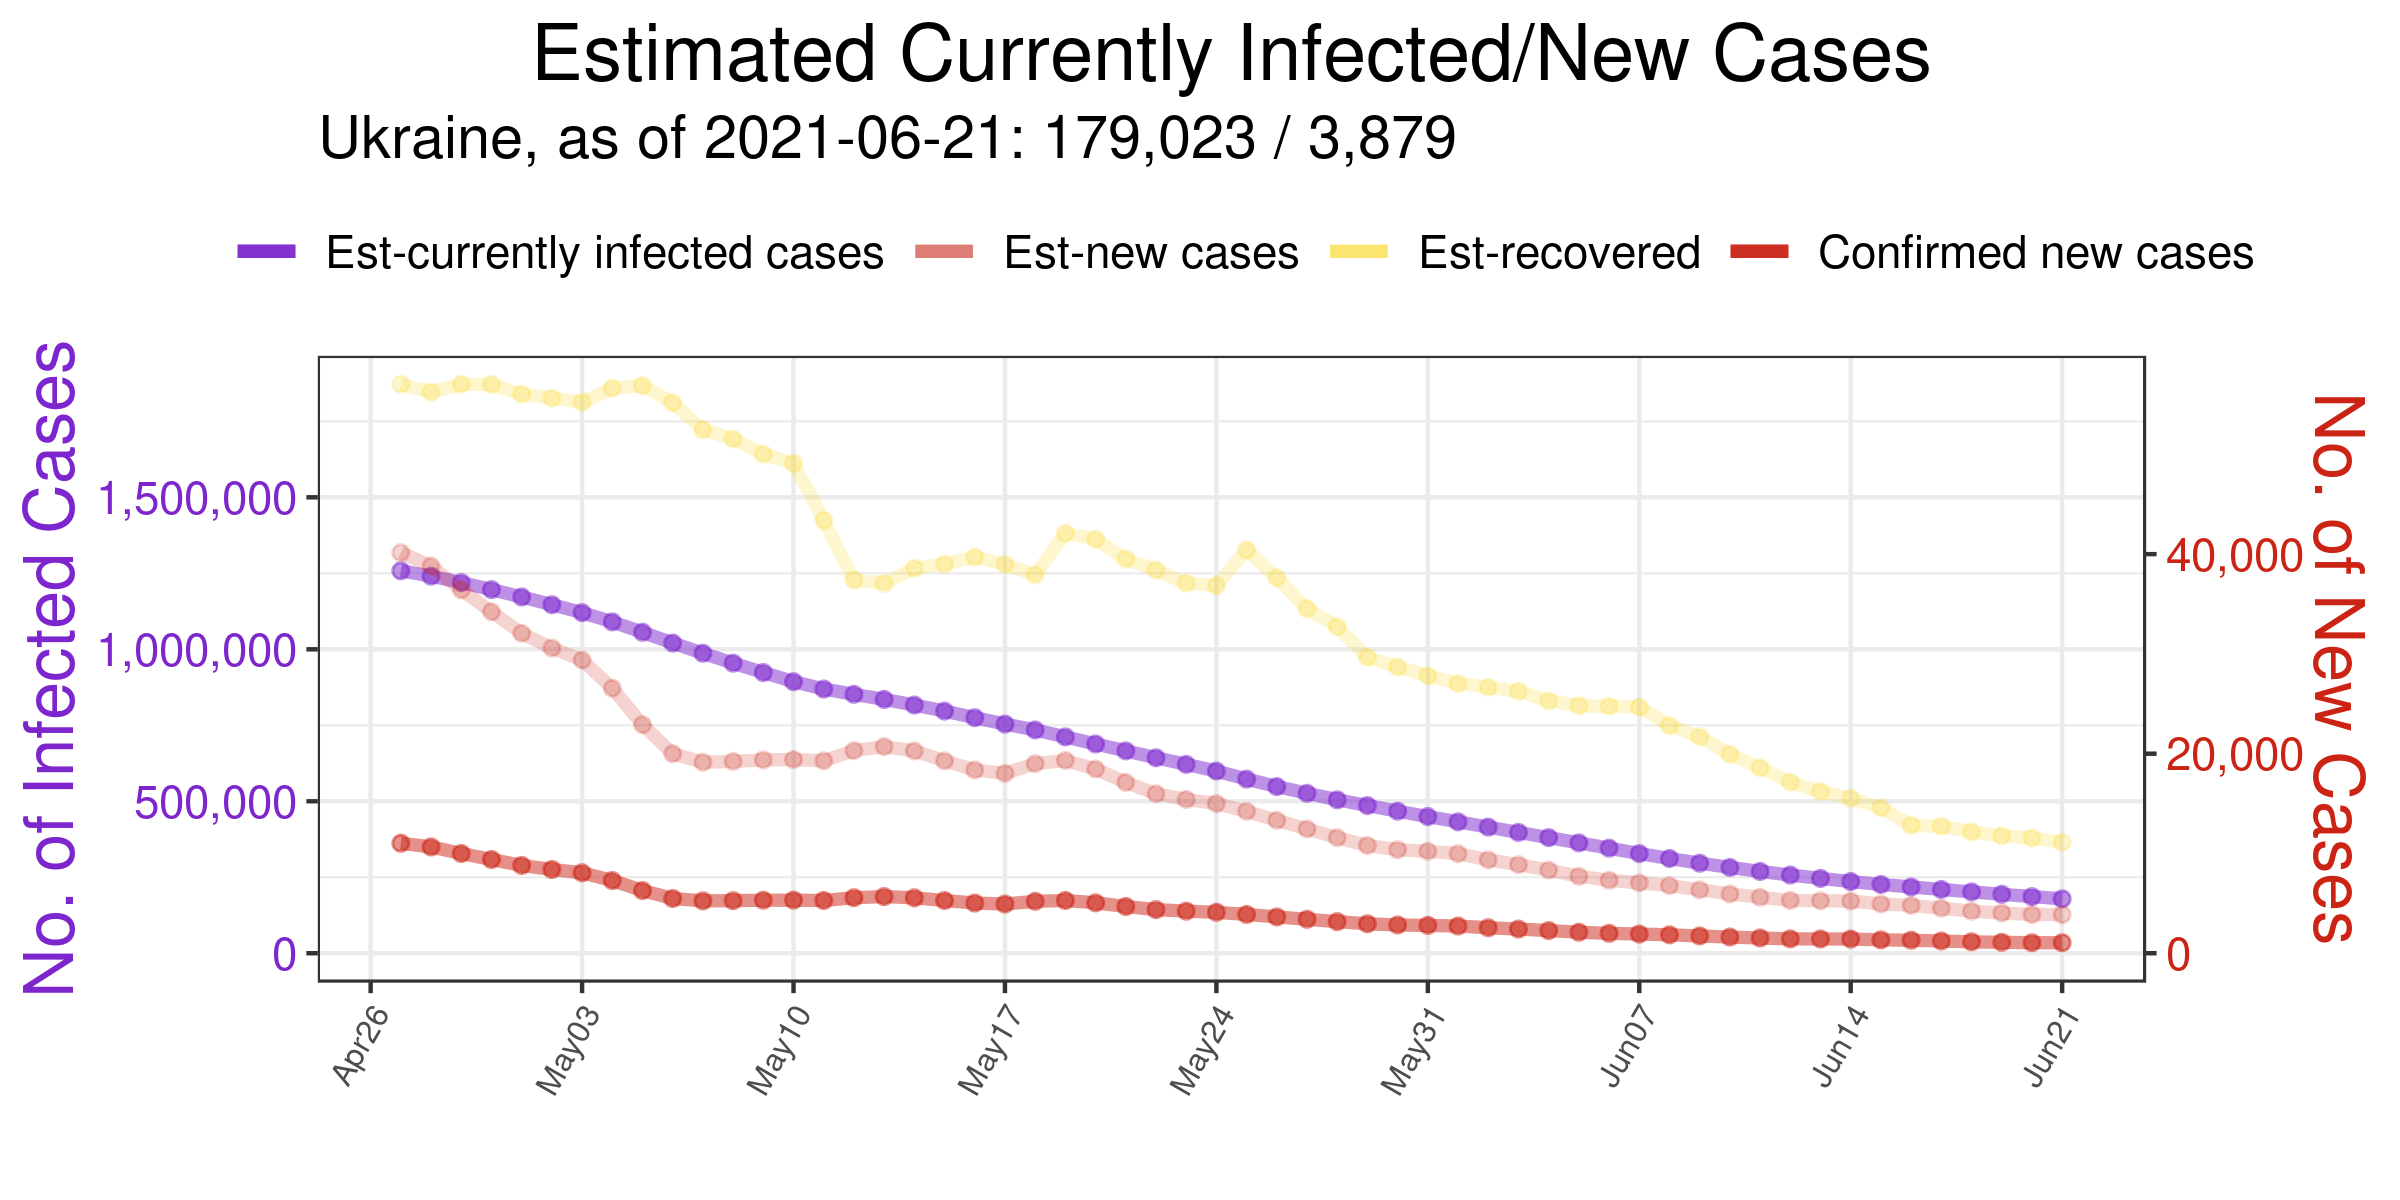 Estimated Currently Infected/New Cases
Ukraine, as of 2021-06-21: 179,023 / 3,879
Est-currently infected cases Est-new cases Est-recovered Confirmed new cases
No. of Infected Cases
1,500,000
1,000,000
500,000
0
40,000
20,000
0
No. of New Cases
Apr26 May03 May10 May17 May24 May31 Jun07 Jun14 Jun21